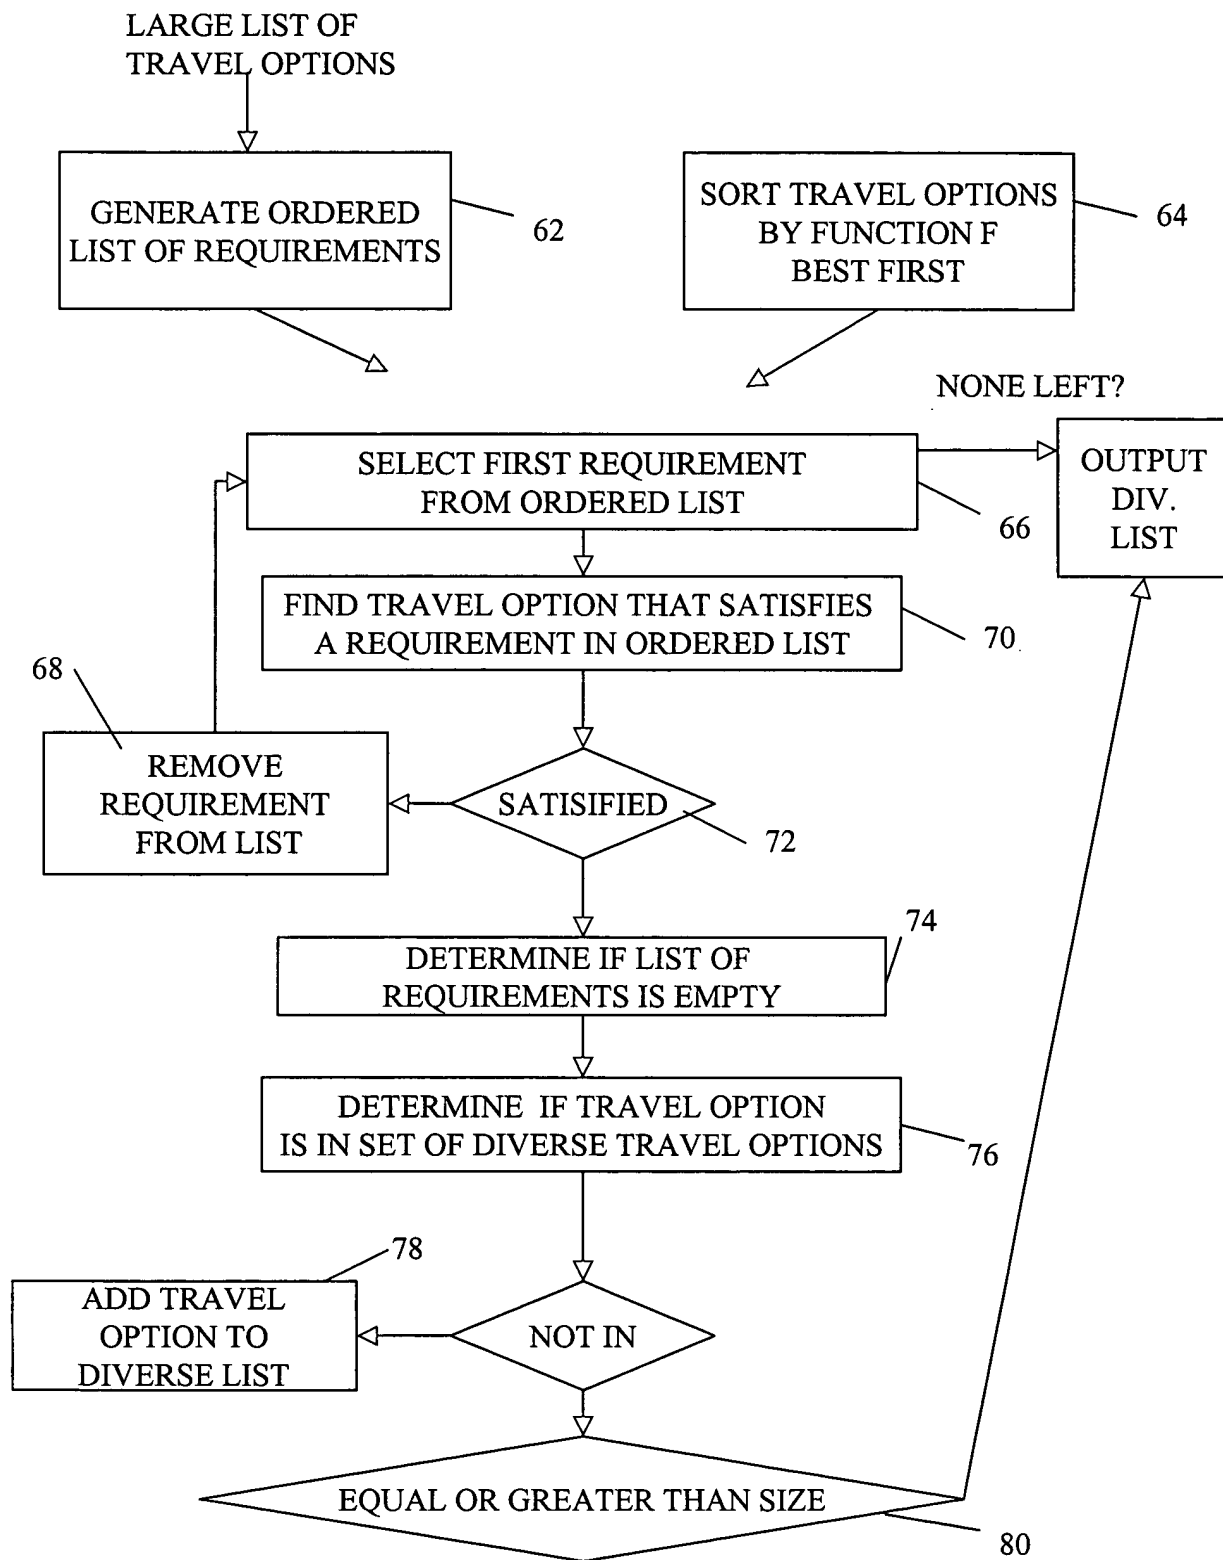 LARGE LIST OF
TRAVEL OPTIONS
GENERATE ORDERED
LIST OF REQUIREMENTS
62
SORT TRAVEL OPTIONS
BY FUNCTION F
BEST FIRST
64
NONE LEFT?
SELECT FIRST REQUIREMENT
FROM ORDERED LIST
66
OUTPUT
DIV.
LIST
FIND TRAVEL OPTION THAT SATISFIES
A REQUIREMENT IN ORDERED LIST
70
68
REMOVE
REQUIREMENT
FROM LIST
SATISIFIED
72
74
DETERMINE IF LIST OF
REQUIREMENTS IS EMPTY
DETERMINE IF TRAVEL OPTION
IS IN SET OF DIVERSE TRAVEL OPTIONS
76
78
ADD TRAVEL
OPTION TO
DIVERSE LIST
NOT IN
EQUAL OR GREATER THAN SIZE
80